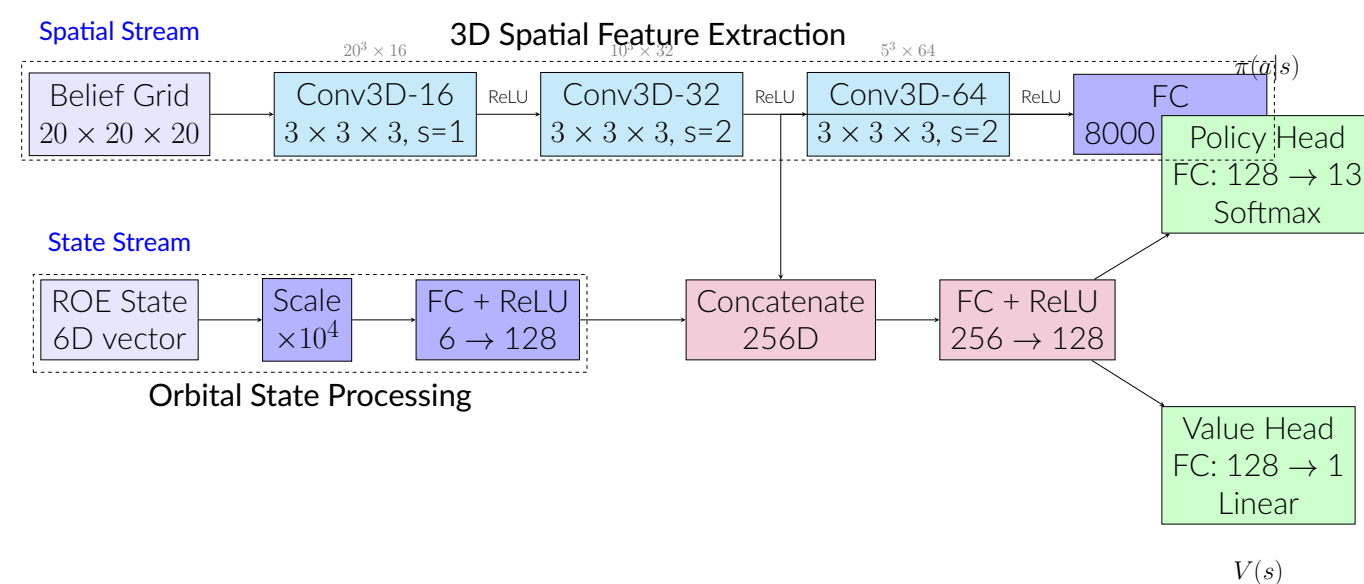 Spatial Stream
3D Spatial Feature Extraction
20³ × 16
10³ × 32
5³ × 64
π(a|s)
Belief Grid
20 × 20 × 20
Conv3D-16
3 × 3 × 3, s=1
ReLU
Conv3D-32
3 × 3 × 3, s=2
ReLU
Conv3D-64
3 × 3 × 3, s=2
ReLU
FC
8000
Policy Head
FC: 128 → 13
Softmax
State Stream
ROE State
6D vector
Scale
×10⁴
FC + ReLU
6 → 128
Concatenate
256D
FC + ReLU
256 → 128
Orbital State Processing
Value Head
FC: 128 → 1
Linear
V(s)